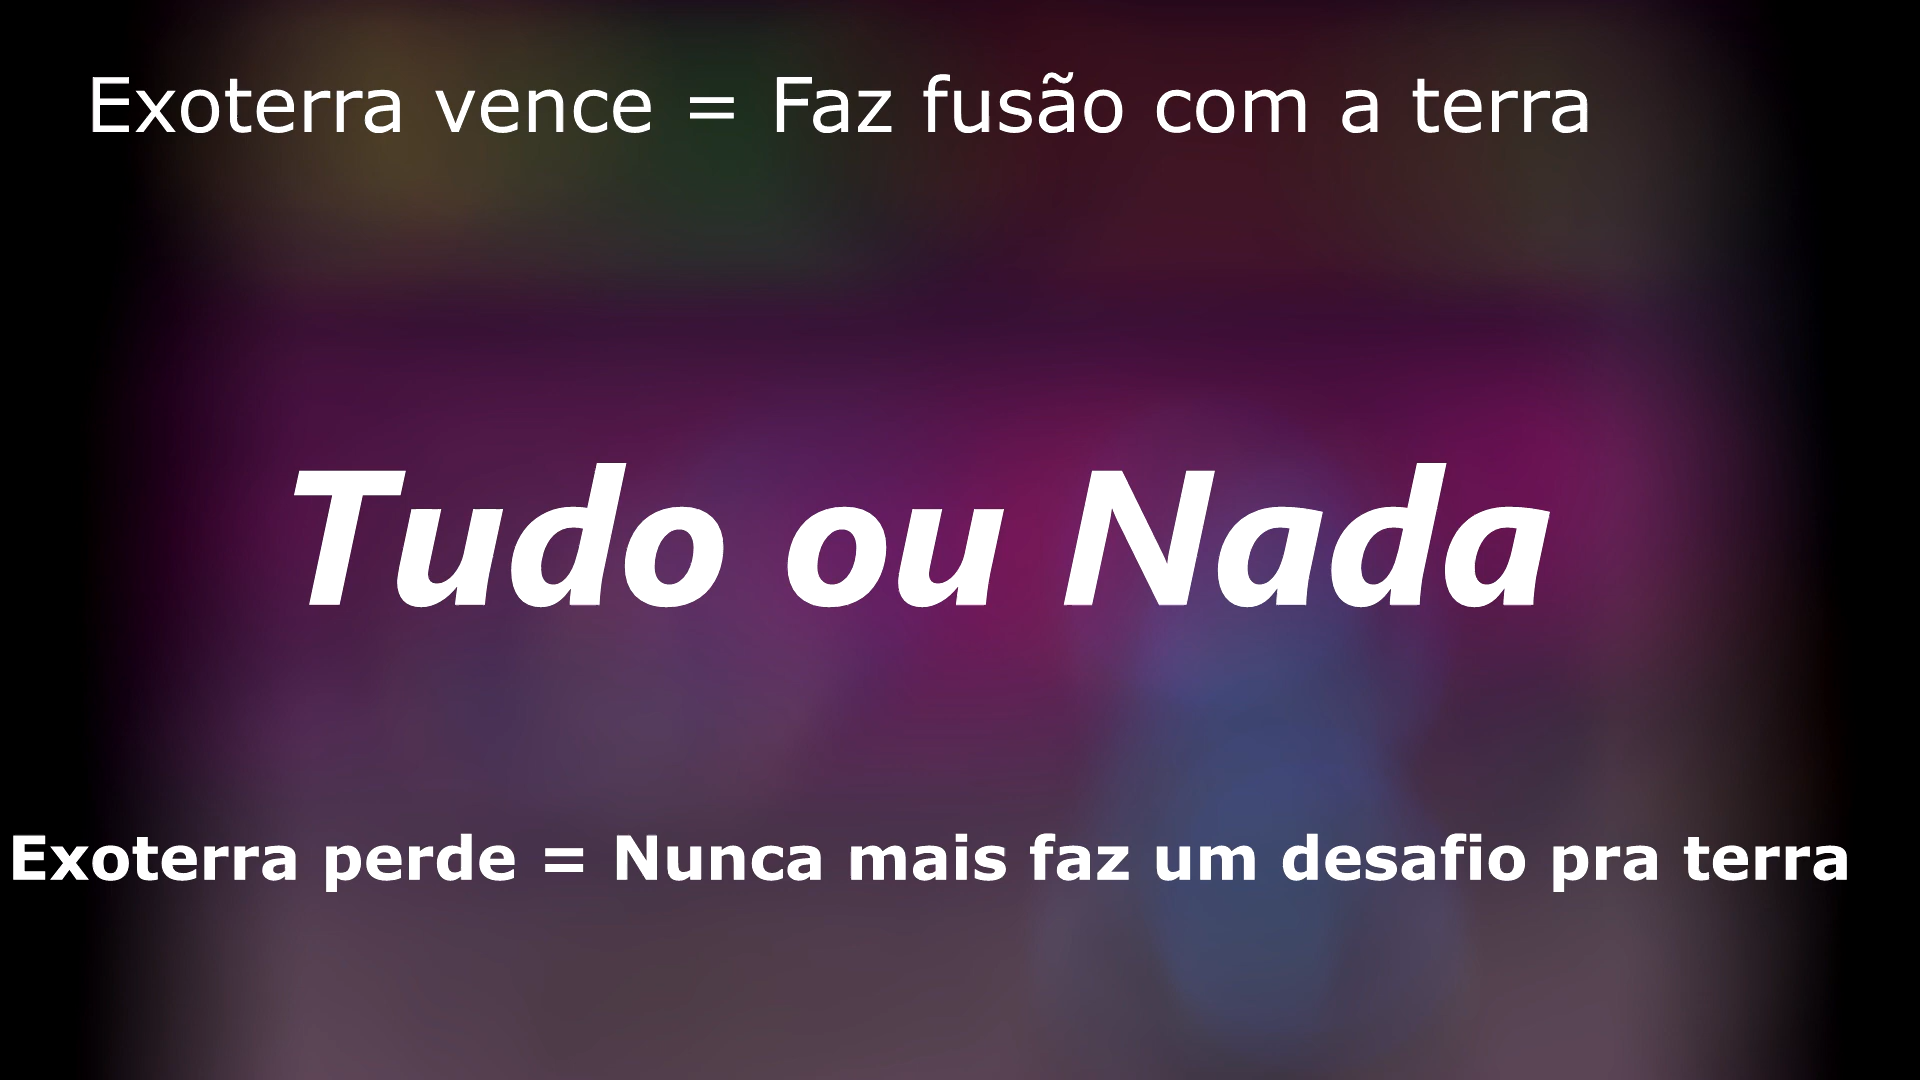 Exoterra vence = Faz fusão com a terra
Tudo ou Nada
Exoterra perde = Nunca mais faz um desafio pra terra